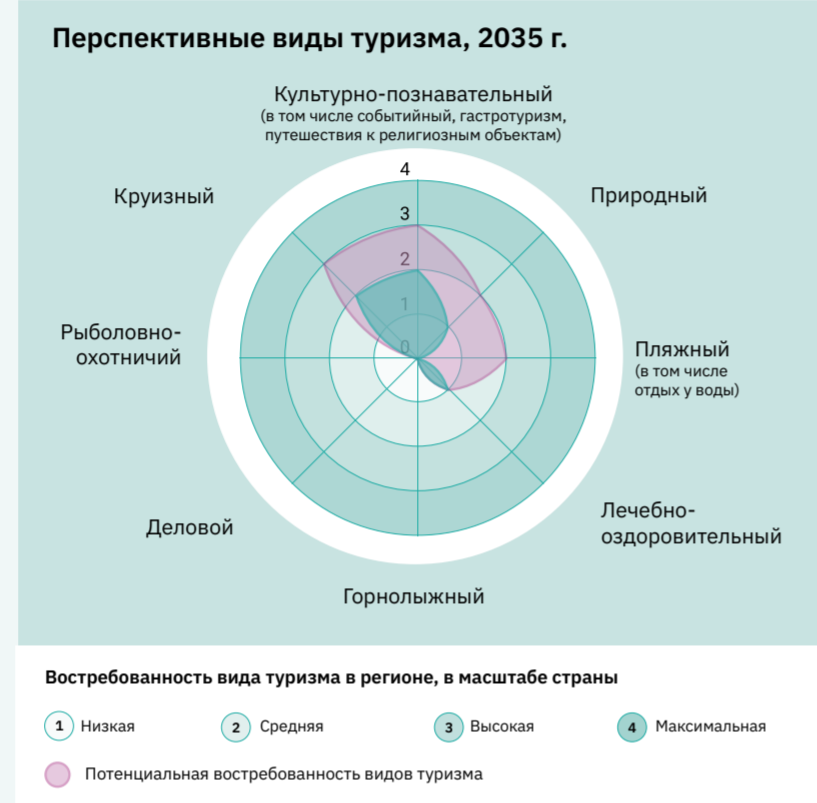 Перспективные виды туризма, 2035 г.
Культурно-познавательный
(в том числе событийный, гастротуризм,
путешествия к религиозным объектам)
4
Круизный
Природный
3
2
1
Рыболовно-
охотничий
0
Пляжный
(в том числе
отдых у воды)
Лечебно-
оздоровительный
Деловой
Горнолыжный
Востребованность вида туризма в регионе, в масштабе страны
1 Низкая
2 Средняя
3 Высокая
4 Максимальная
Потенциальная востребованность видов туризма